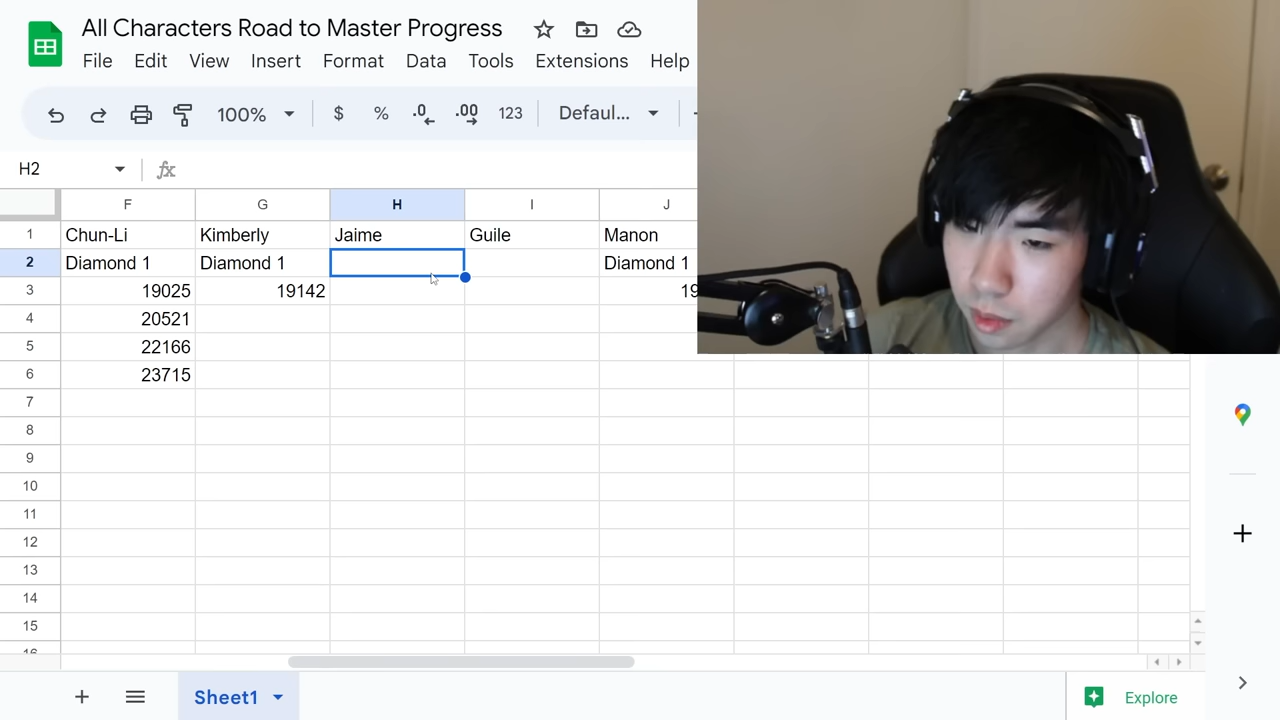 All Characters Road to Master Progress
File Edit View Insert Format Data Tools Extensions Help
100% $ % .0 .00 123 Defaul...
H2 fx
F G H I J
1 Chun-Li Kimberly Jaime Guile Manon
2 Diamond 1 Diamond 1 Diamond 1
3 19025 19142 19
4 20521
5 22166
6 23715
7
8
9
10
11
12
13
14
15
16
Sheet1 Explore